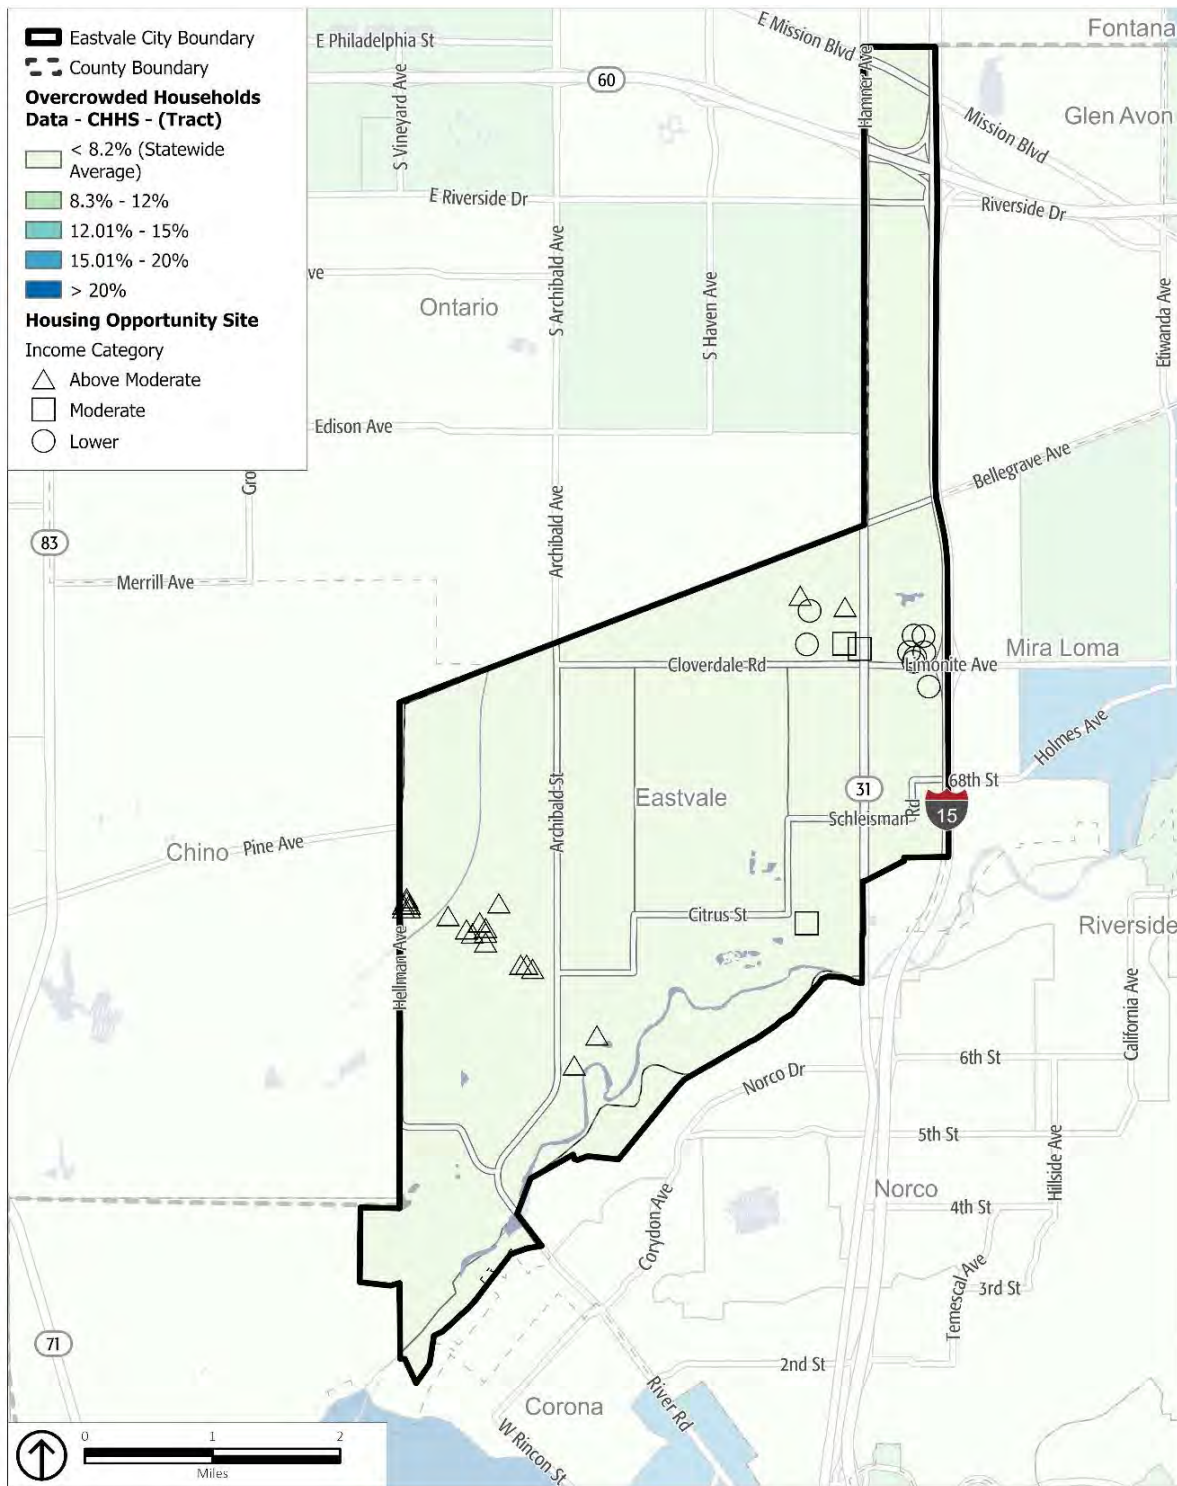 Eastvale City Boundary
County Boundary
Overcrowded Households
Data - CHHS - (Tract)
< 8.2% (Statewide
Average)
8.3% - 12%
12.01% - 15%
15.01% - 20%
> 20%
Housing Opportunity Site
Income Category
Above Moderate
Moderate
Lower
E Philadelphia St
E Mission Blvd
Fontana
60
Hamner Ave
S Vineyard Ave
Glen Avon
Mission Blvd
E Riverside Dr
Riverside Dr
ve
Ontario
S Archibald Ave
S Haven Ave
Etiwanda Ave
Edison Ave
Bellegrave Ave
Gro
83
Archibald Ave
Merrill Ave
Mira Loma
Cloverdale Rd
Limonite Ave
Holmes Ave
68th St
31
Eastvale
Archibald St
Schleisman
Rd
15
Chino
Pine Ave
Citrus St
Riverside
Hellman Ave
California Ave
6th St
Norco Dr
5th St
Hillside Ave
Norco
4th St
Corydon Ave
Temescal Ave
3rd St
71
2nd St
River Rd
Corona
W Rincon St
0 1 2
Miles